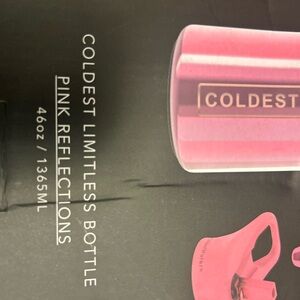 COLDEST LIMITLESS BOTTLE
PINK REFLECTIONS
46oz / 1365ML
COLDEST